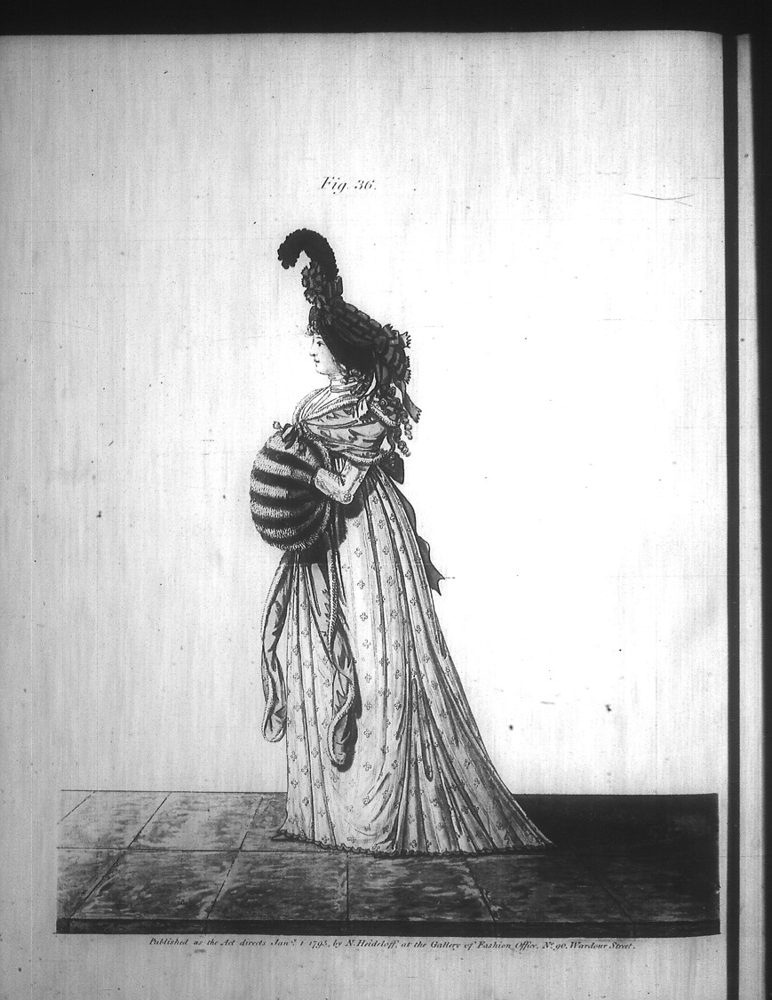 Fig. 36.
Published as the Act directs Jany. 1 1795, by N. Heideloff, at the Gallery of Fashion Office, No. 90, Wardour Street.